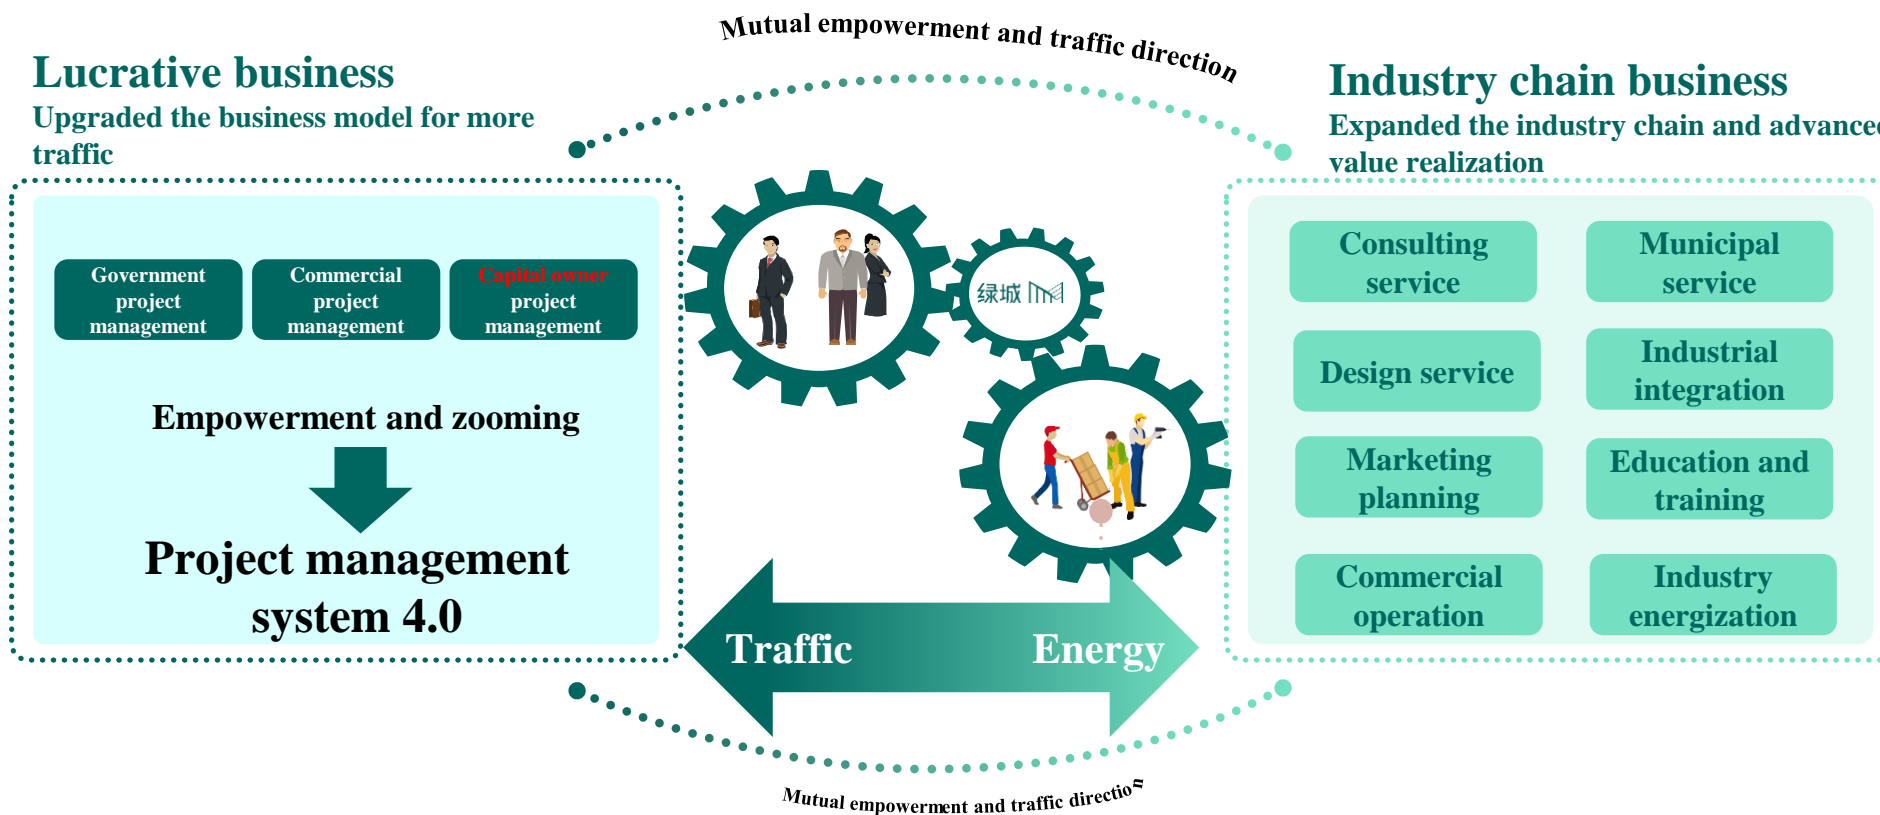 Mutual empowerment and traffic direction
Lucrative business
Upgraded the business model for more
traffic
Government
project
management
Commercial
project
management
Capital owner
project
management
Empowerment and zooming
Project management
system 4.0
绿城
Traffic
Energy
Industry chain business
Expanded the industry chain and advanced
value realization
Consulting
service
Municipal
service
Design service
Industrial
integration
Marketing
planning
Education and
training
Commercial
operation
Industry
energization
Mutual empowerment and traffic direction